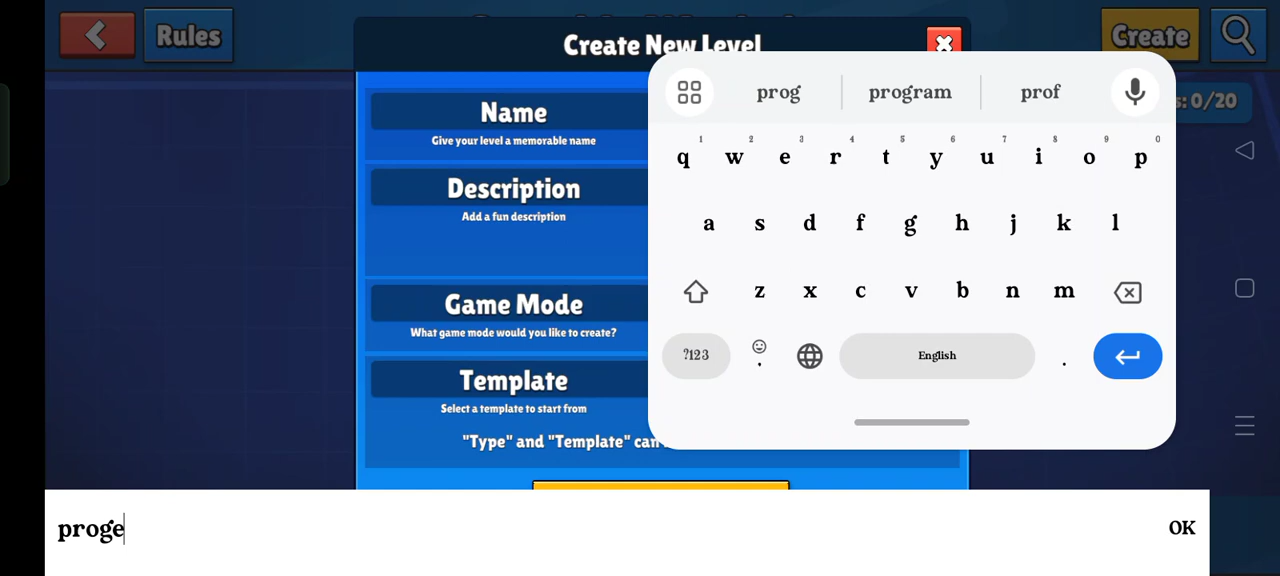 Rules
Create New Level
Create
s: 0/20
Name
Give your level a memorable name
Description
Add a fun description
Game Mode
What game mode would you like to create?
Template
Select a template to start from
"Type" and "Template" can
prog program prof
1 2 3 4 5 6 7 8 9 0
q w e r t y u i o p
a s d f g h j k l
z x c v b n m
?123 English .
proge
OK